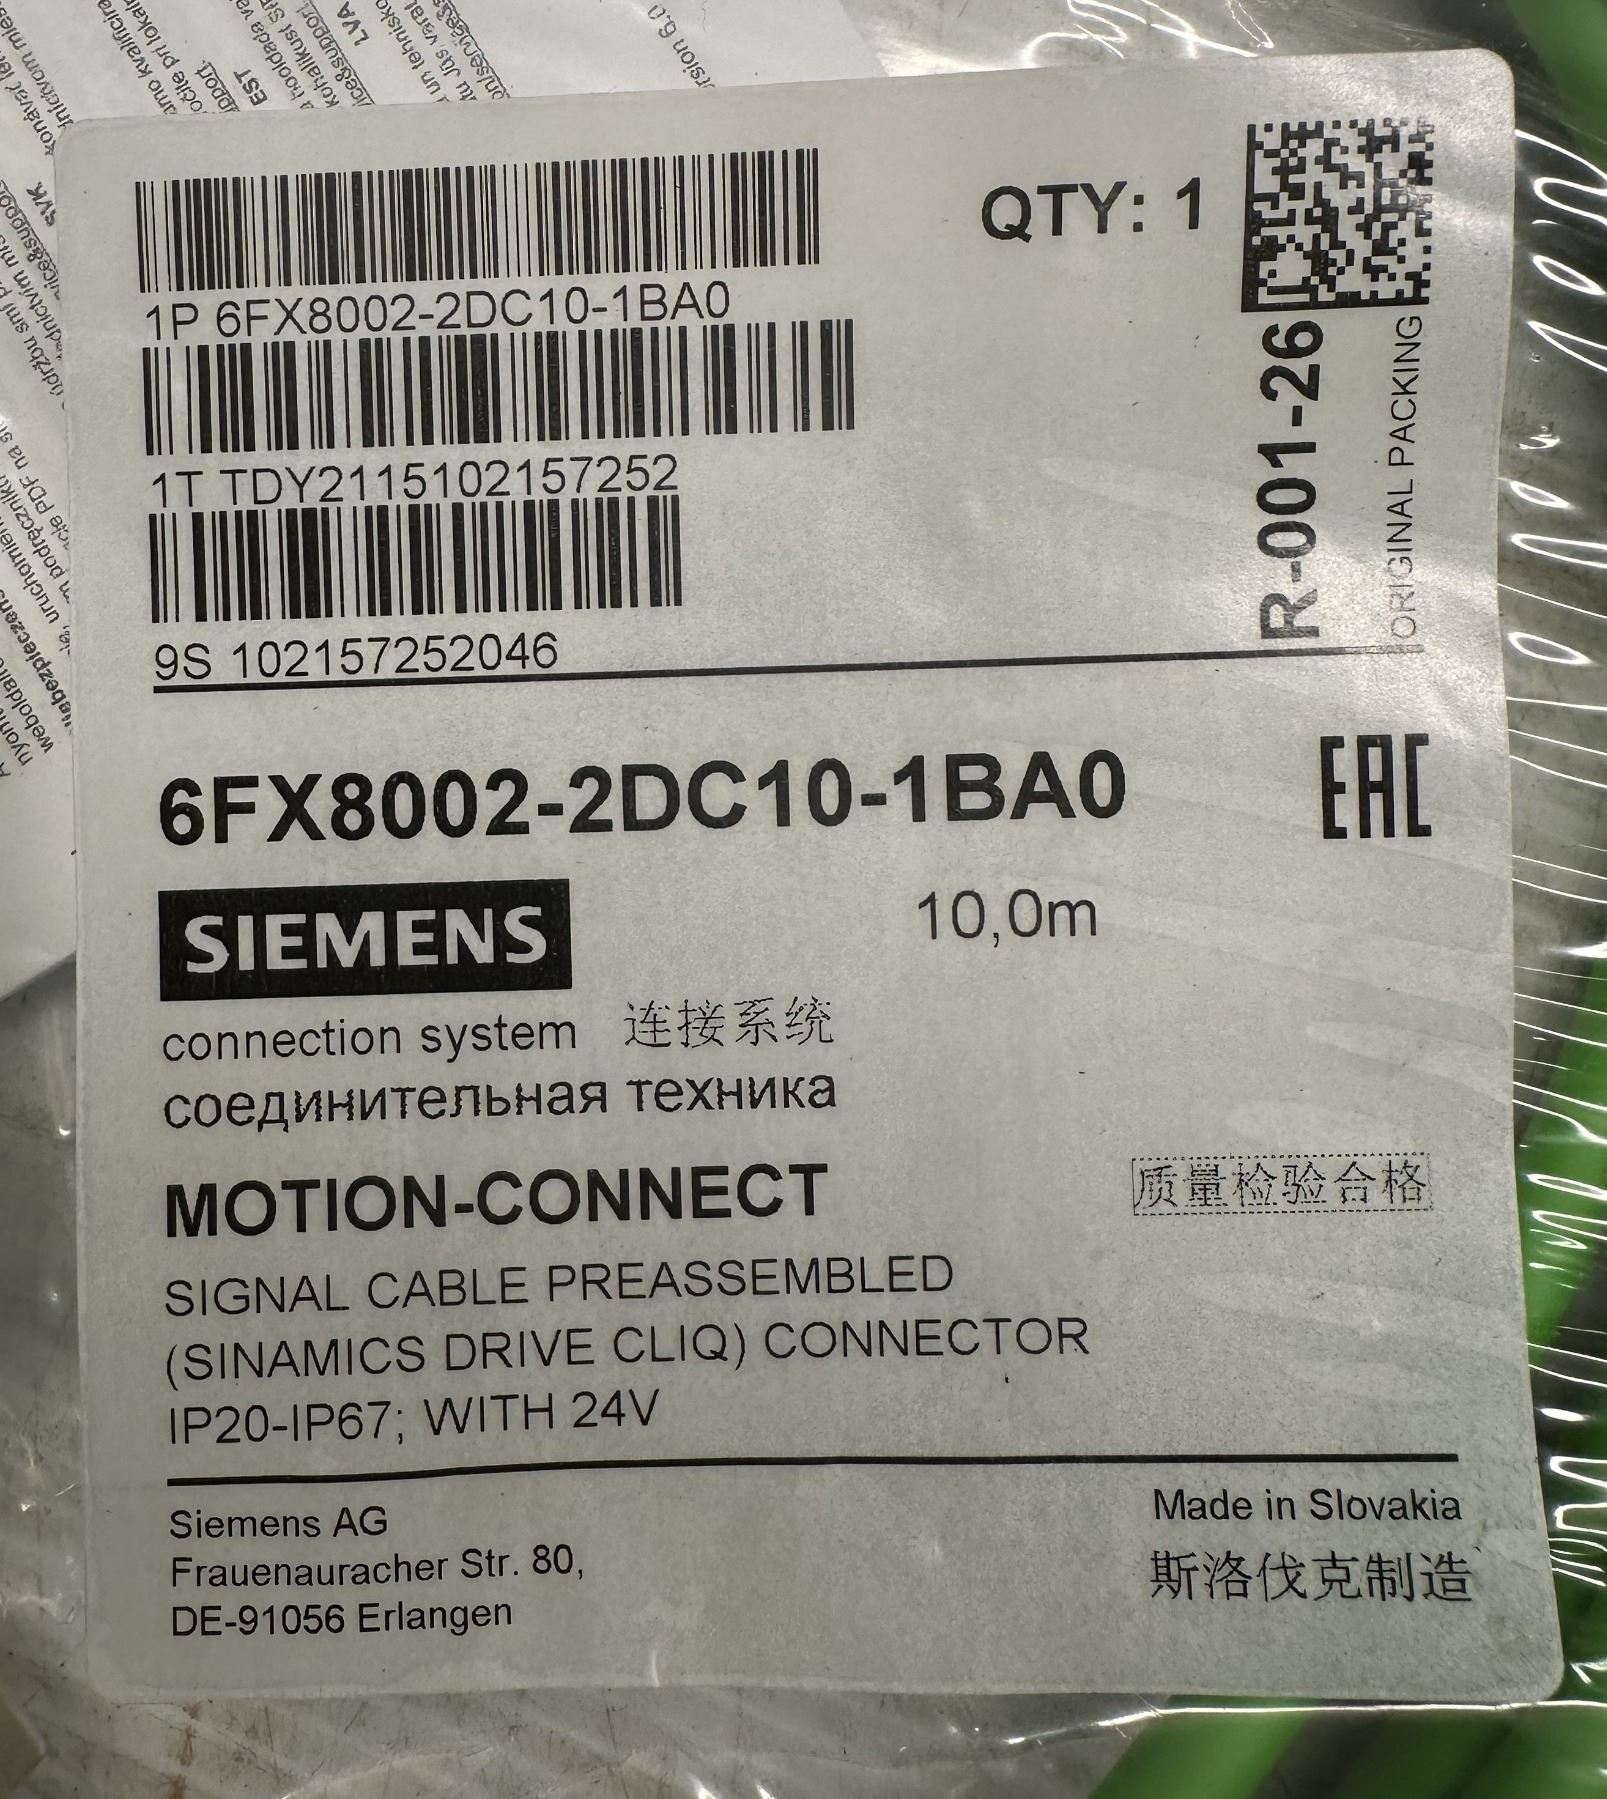 QTY: 1
1P 6FX8002-2DC10-1BA0
1T TDY2115102157252
9S 102157252046
R-001-26
ORIGINAL PACKING
6FX8002-2DC10-1BA0
EAC
SIEMENS
10,0m
connection system 连接系统
соединительная техника
MOTION-CONNECT
质量检验合格
SIGNAL CABLE PREASSEMBLED
(SINAMICS DRIVE CLIQ) CONNECTOR
IP20-IP67; WITH 24V
Siemens AG
Frauenauracher Str. 80,
DE-91056 Erlangen
Made in Slovakia
斯洛伐克制造
LVA
EST
SVK